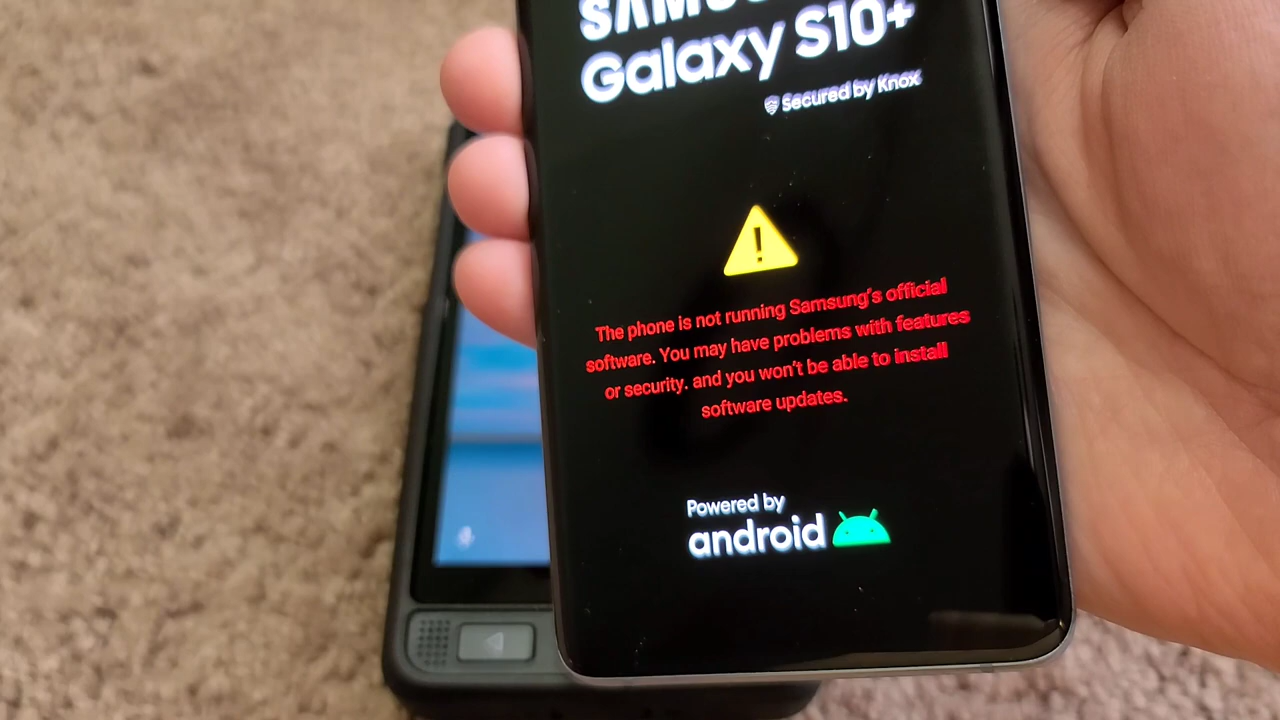 Galaxy S10+
Secured by Knox
The phone is not running Samsung's official
software. You may have problems with features
or security. and you won't be able to install
software updates.
Powered by
android